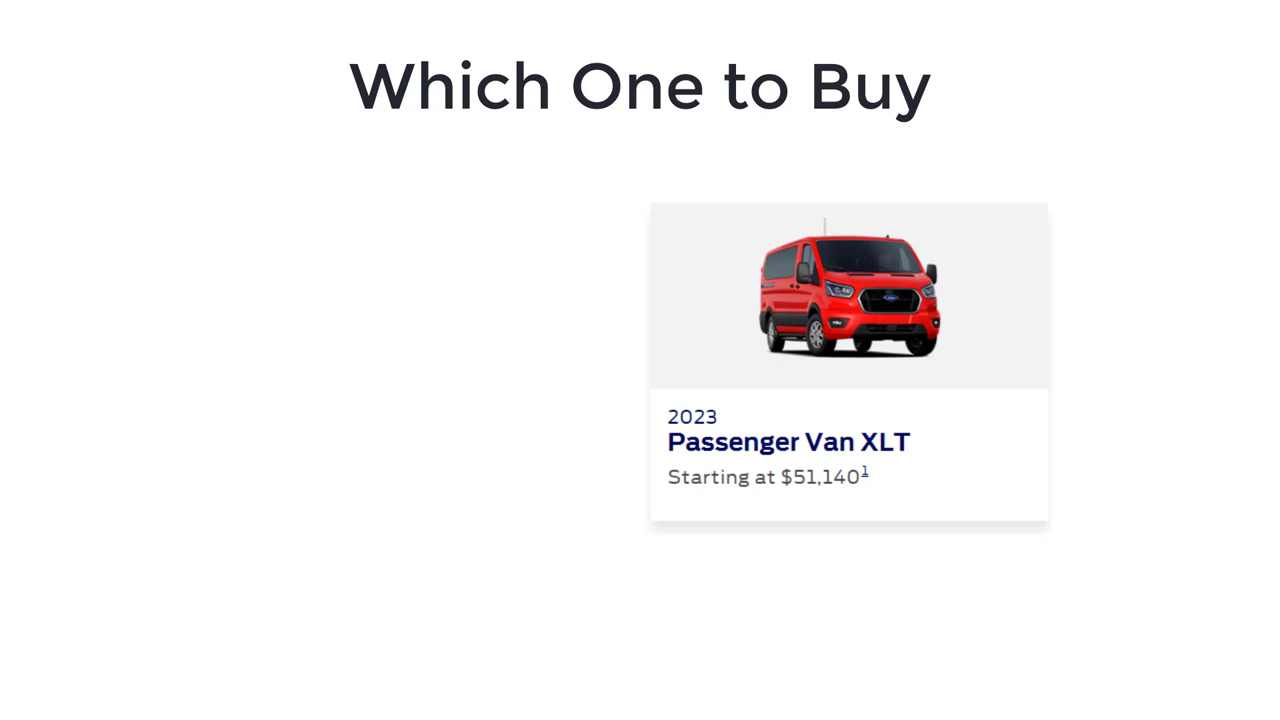 Which One to Buy
2023
Passenger Van XLT
Starting at $51,140¹